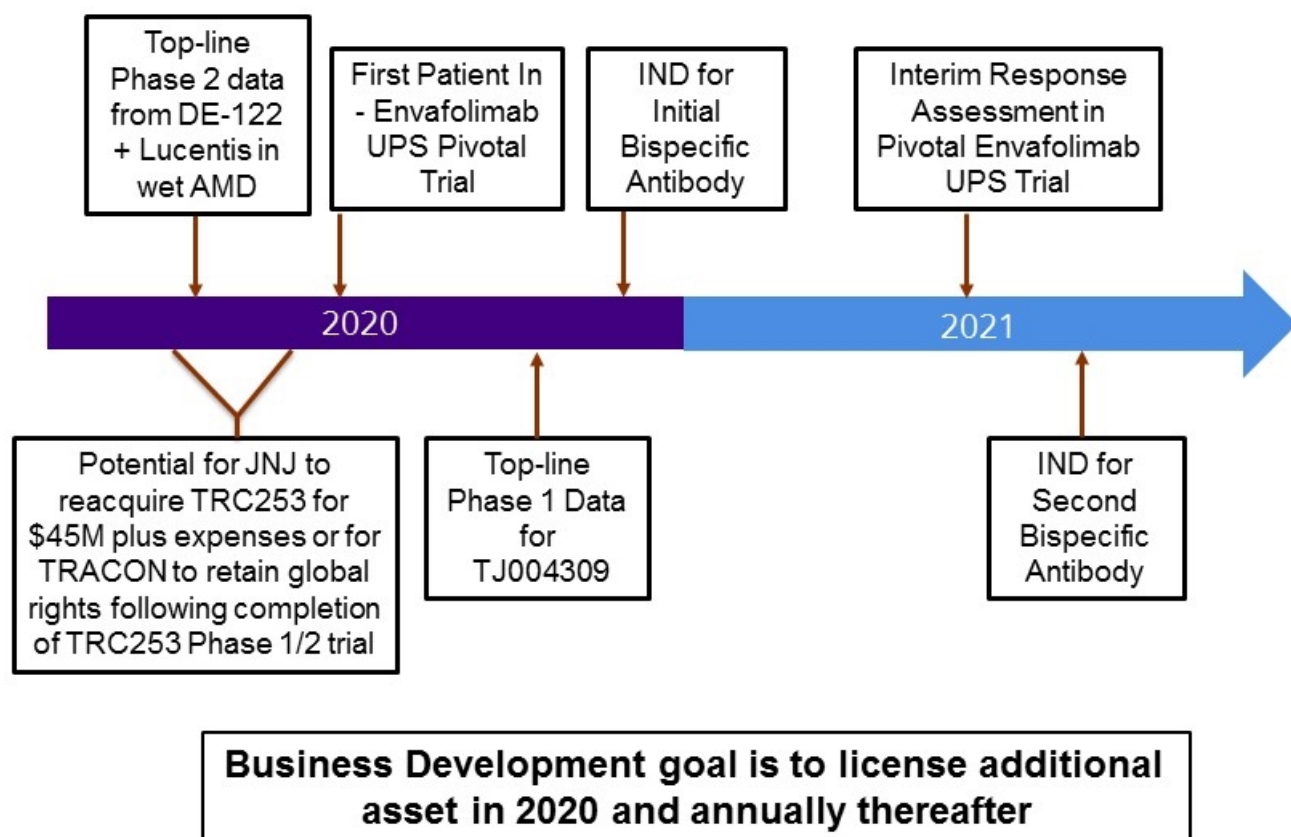 Top-line
Phase 2 data
from DE-122
+ Lucentis in
wet AMD
First Patient In
- Envafolimab
UPS Pivotal
Trial
IND for
Initial
Bispecific
Antibody
Interim Response
Assessment in
Pivotal Envafolimab
UPS Trial
2020
2021
Potential for JNJ to
reacquire TRC253 for
$45M plus expenses or for
TRACON to retain global
rights following completion
of TRC253 Phase 1/2 trial
Top-line
Phase 1 Data
for
TJ004309
IND for
Second
Bispecific
Antibody
Business Development goal is to license additional
asset in 2020 and annually thereafter